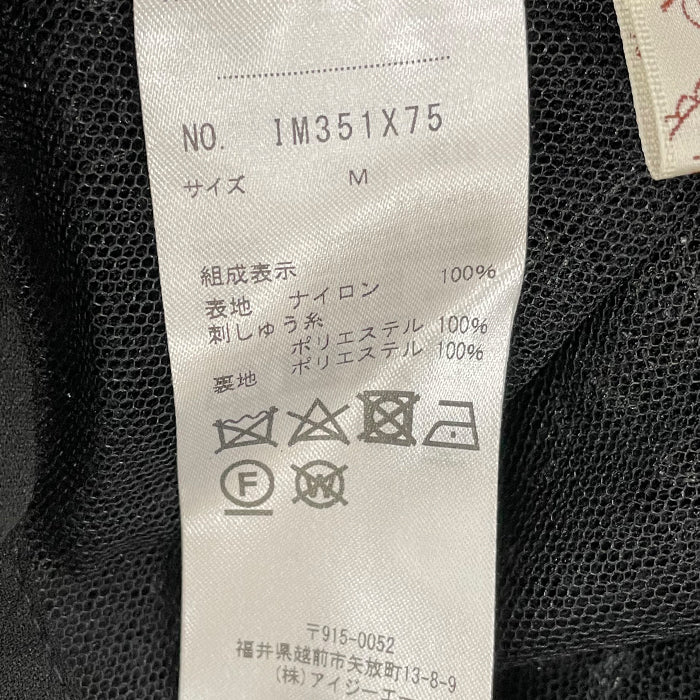 NO. IM351X75
サイズ M
組成表示
表地 ナイロン 100%
刺しゅう糸
ポリエステル 100%
裏地 ポリエステル 100%
F
W
〒915-0052
福井県越前市矢放町13-8-9
(株)アイジーエー